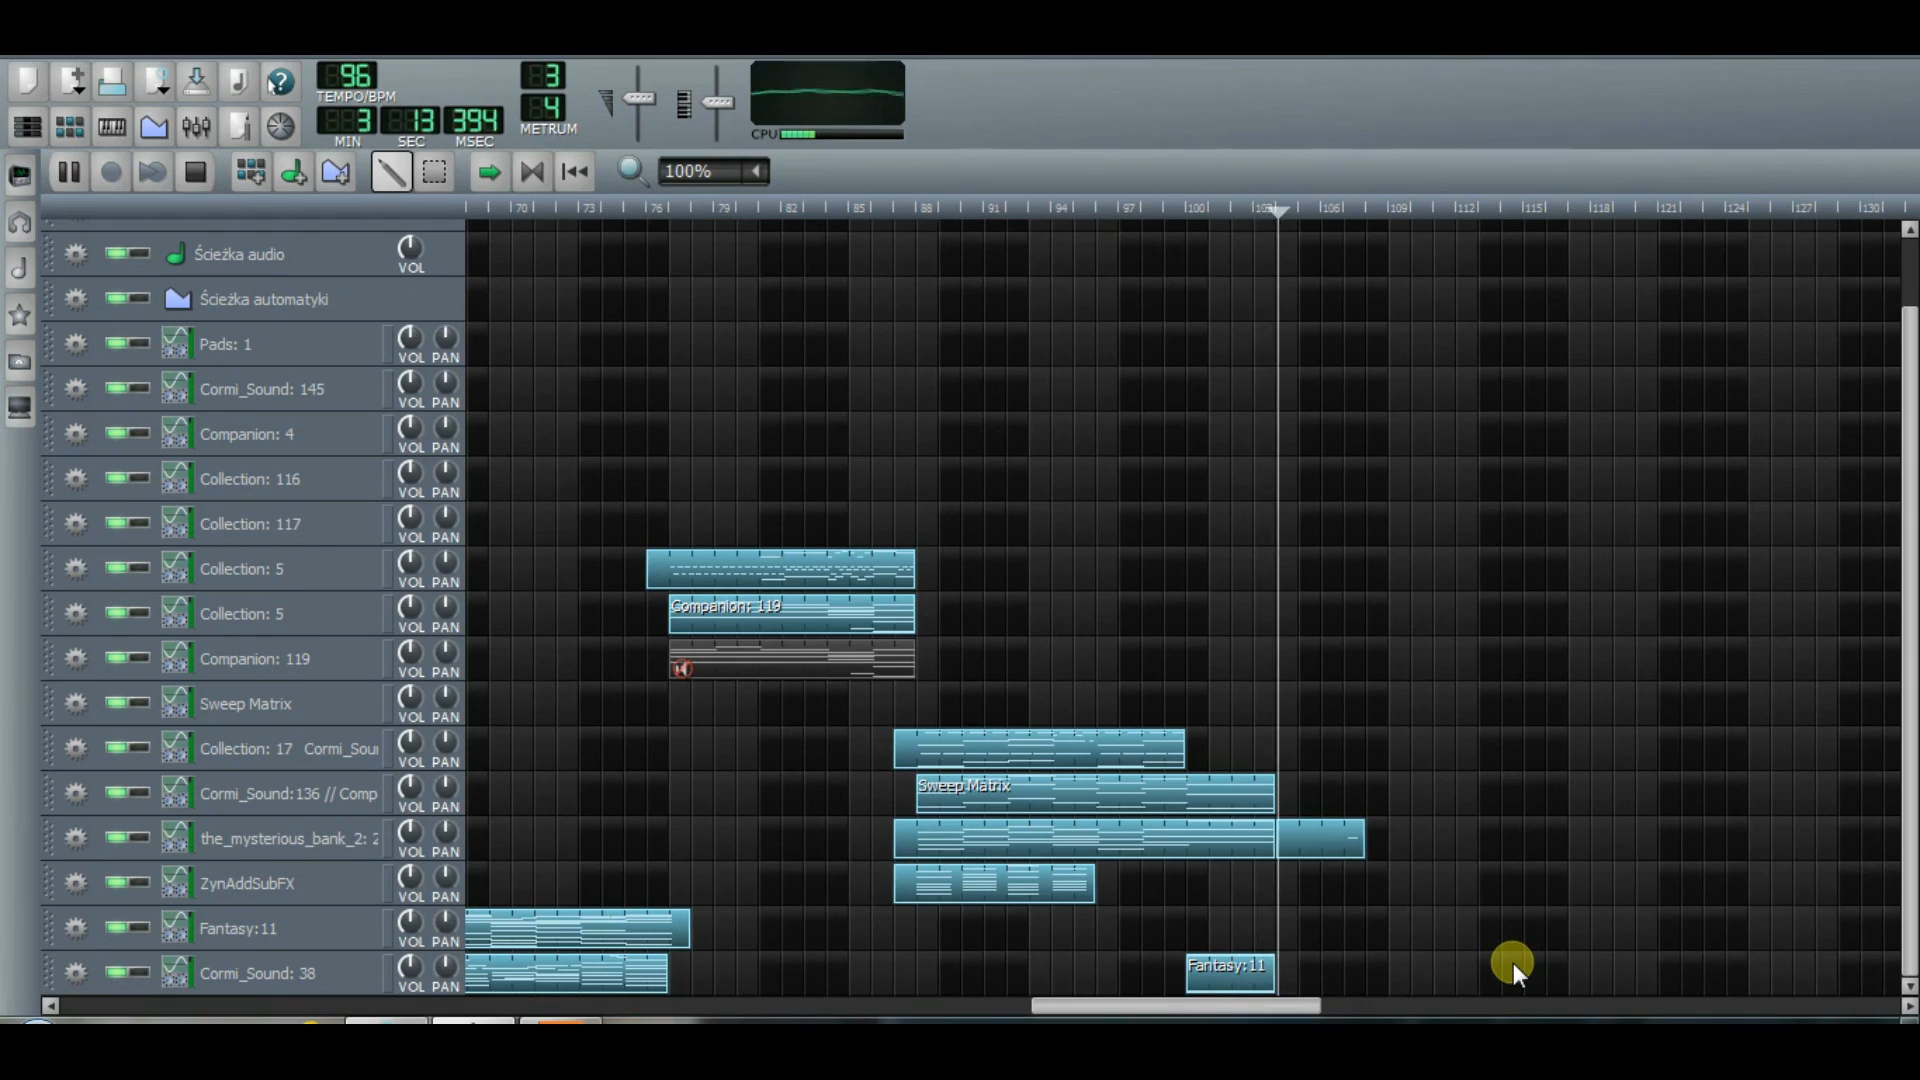 96
TEMPO/BPM
3 13 394
MIN SEC MSEC
3
4
METRUM
CPU
100%
70 73 76 79 82 85 88 91 94 97 100 103 106 109 112 115 118 121 124 127 130
Ścieżka audio
VOL
Ścieżka automatyki
Pads: 1
VOL PAN
Cormi_Sound: 145
VOL PAN
Companion: 4
VOL PAN
Collection: 116
VOL PAN
Collection: 117
VOL PAN
Collection: 5
VOL PAN
Collection: 5
VOL PAN
Companion: 119
Companion: 119
VOL PAN
Sweep Matrix
VOL PAN
Collection: 17 Cormi_Sou
VOL PAN
Cormi_Sound:136 // Comp
VOL PAN
Sweep Matrix
the_mysterious_bank_2: 2
VOL PAN
ZynAddSubFX
VOL PAN
Fantasy:11
VOL PAN
Cormi_Sound: 38
VOL PAN
Fantasy:11